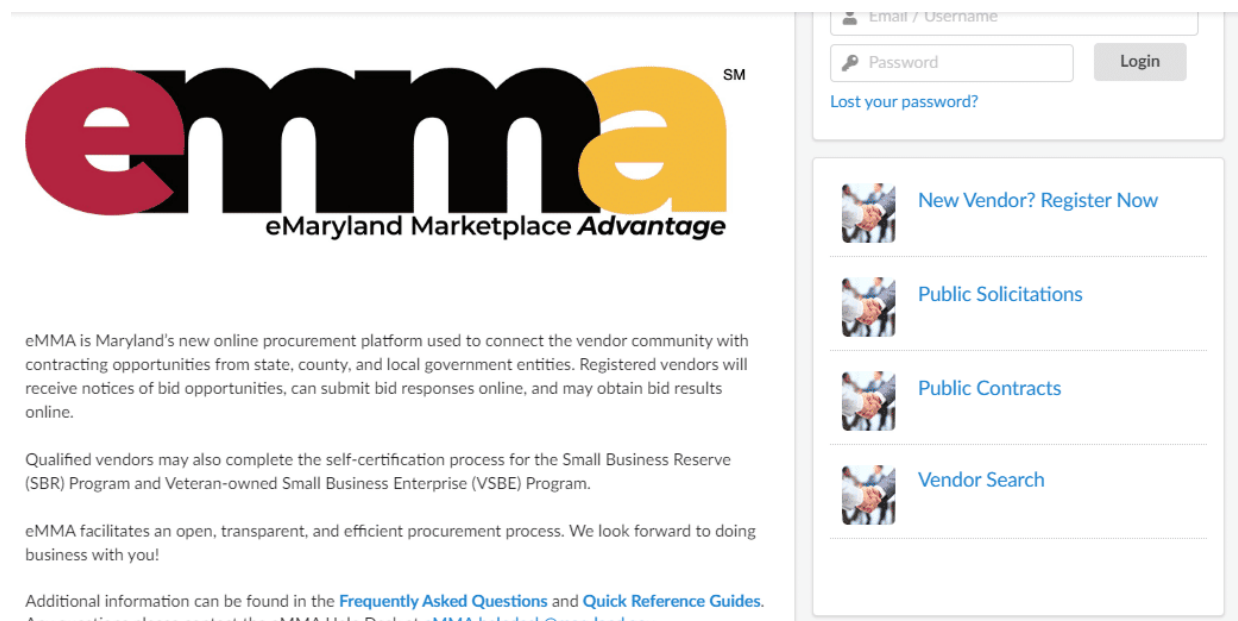 emma SM
eMaryland Marketplace Advantage
eMMA is Maryland's new online procurement platform used to connect the vendor community with
contracting opportunities from state, county, and local government entities. Registered vendors will
receive notices of bid opportunities, can submit bid responses online, and may obtain bid results
online.
Qualified vendors may also complete the self-certification process for the Small Business Reserve
(SBR) Program and Veteran-owned Small Business Enterprise (VSBE) Program.
eMMA facilitates an open, transparent, and efficient procurement process. We look forward to doing
business with you!
Additional information can be found in the Frequently Asked Questions and Quick Reference Guides.
Email / Username
Password
Login
Lost your password?
New Vendor? Register Now
Public Solicitations
Public Contracts
Vendor Search